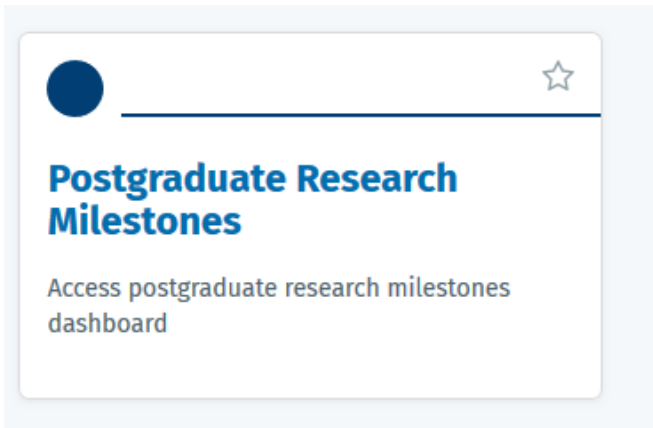 Postgraduate Research
Milestones
Access postgraduate research milestones
dashboard